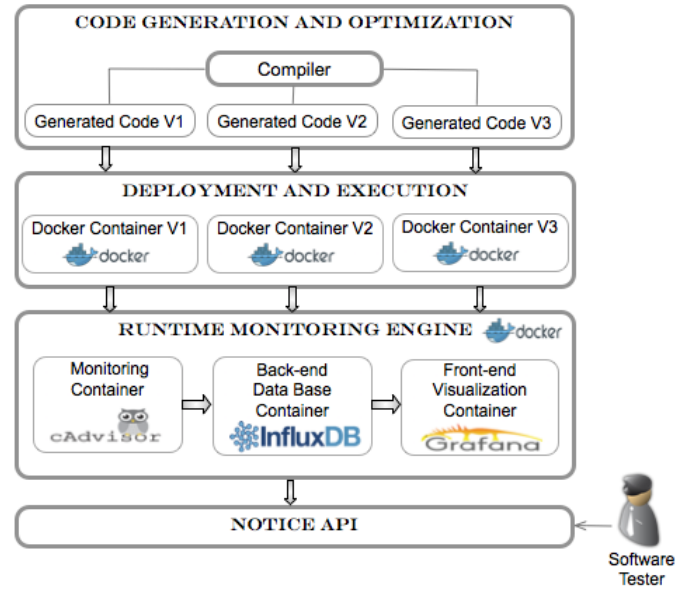 CODE GENERATION AND OPTIMIZATION
Compiler
Generated Code V1
Generated Code V2
Generated Code V3
DEPLOYMENT AND EXECUTION
Docker Container V1
docker
Docker Container V2
docker
Docker Container V3
docker
RUNTIME MONITORING ENGINE
docker
Monitoring
Container
cAdvisor
Back-end
Data Base
Container
InfluxDB
Front-end
Visualization
Container
Grafana
NOTICE API
Software
Tester